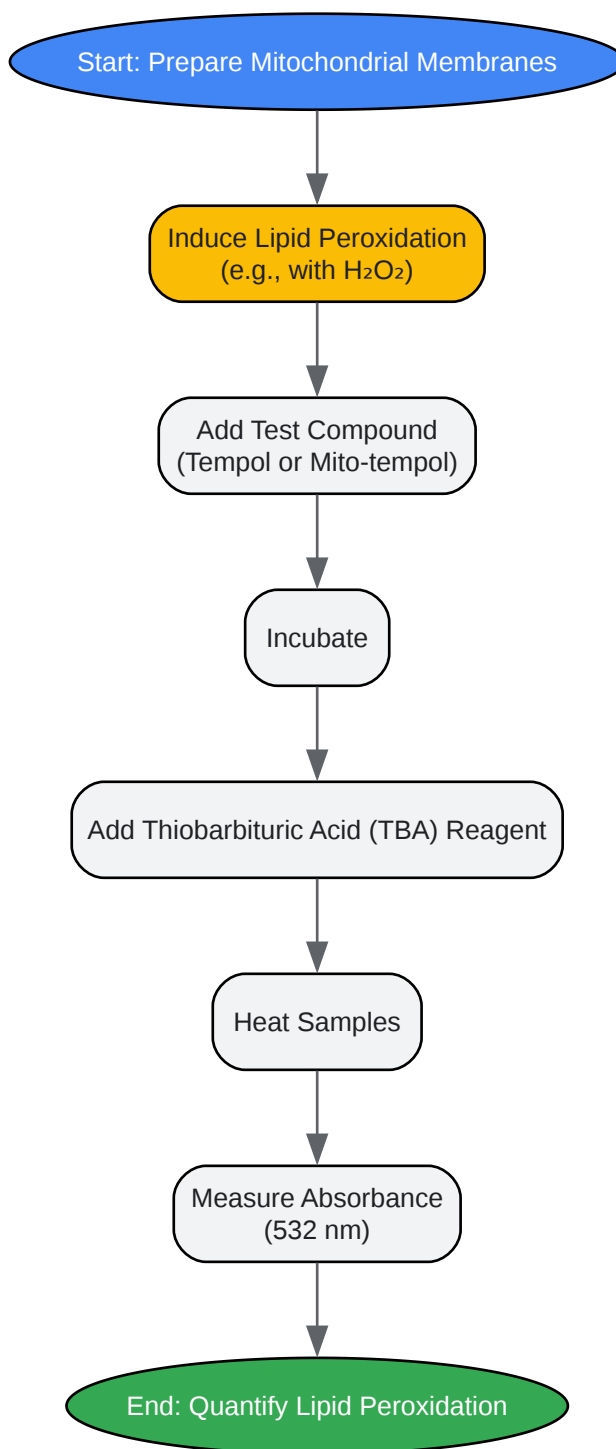 Start: Prepare Mitochondrial Membranes
Induce Lipid Peroxidation
(e.g., with H₂O₂)
Add Test Compound
(Tempol or Mito-tempol)
Incubate
Add Thiobarbituric Acid (TBA) Reagent
Heat Samples
Measure Absorbance
(532 nm)
End: Quantify Lipid Peroxidation